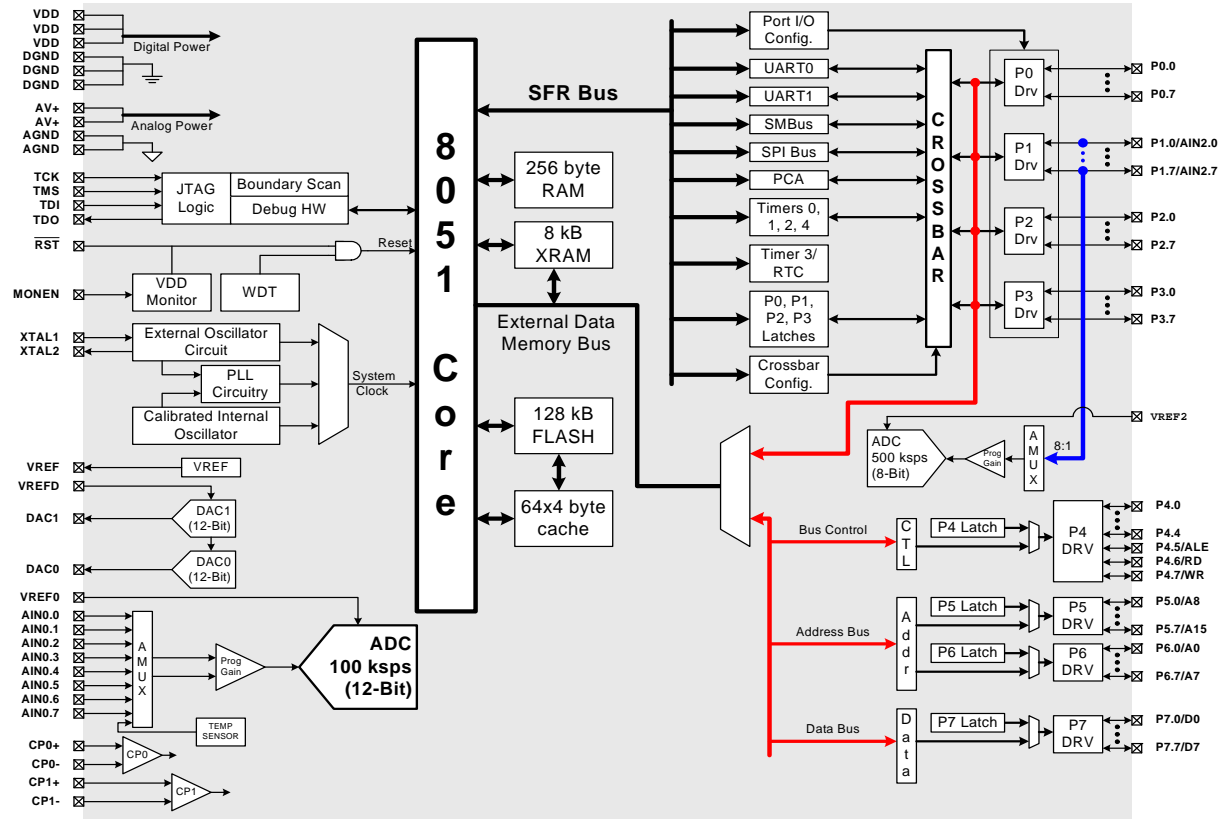 VDD
VDD
VDD
DGND
DGND
DGND
Digital Power
AV+
AV+
AGND
AGND
Analog Power
TCK
TMS
TDI
TDO
JTAG
Logic
Boundary Scan
Debug HW
RST
Reset
MONEN
VDD
Monitor
WDT
XTAL1
XTAL2
External Oscillator
Circuit
PLL
Circuitry
Calibrated Internal
Oscillator
System
Clock
VREF
VREF
VREFD
DAC1
DAC1
(12-Bit)
DAC0
DAC0
(12-Bit)
VREF0
AIN0.0
AIN0.1
AIN0.2
AIN0.3
AIN0.4
AIN0.5
AIN0.6
AIN0.7
AMUX
Prog
Gain
ADC
100 ksps
(12-Bit)
TEMP
SENSOR
CP0+
CP0-
CP0
CP1+
CP1-
CP1
8051 Core
SFR Bus
256 byte
RAM
8 kB
XRAM
External Data
Memory Bus
128 kB
FLASH
64x4 byte
cache
Port I/O
Config.
UART0
UART1
SMBus
SPI Bus
PCA
Timers 0,
1, 2, 4
Timer 3/
RTC
P0, P1,
P2, P3
Latches
Crossbar
Config.
CROSSBAR
P0
Drv
P1
Drv
P2
Drv
P3
Drv
P0.0
P0.7
P1.0/AIN2.0
P1.7/AIN2.7
P2.0
P2.7
P3.0
P3.7
VREF2
ADC
500 ksps
(8-Bit)
Prog
Gain
AMUX
8:1
Bus Control
CTL
P4 Latch
P4
DRV
P4.0
P4.4
P4.5/ALE
P4.6/RD
P4.7/WR
Address Bus
Addr
P5 Latch
P5
DRV
P5.0/A8
P5.7/A15
P6 Latch
P6
DRV
P6.0/A0
P6.7/A7
Data Bus
Data
P7 Latch
P7
DRV
P7.0/D0
P7.7/D7